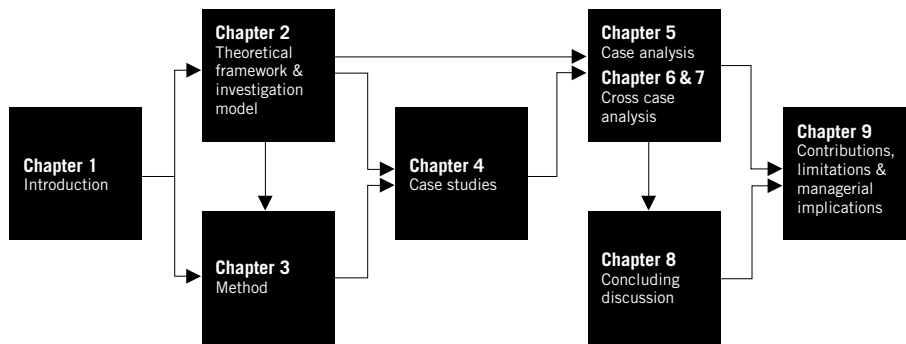 Chapter 1
Introduction
Chapter 2
Theoretical
framework &
investigation
model
Chapter 3
Method
Chapter 4
Case studies
Chapter 5
Case analysis
Chapter 6 & 7
Cross case
analysis
Chapter 8
Concluding
discussion
Chapter 9
Contributions,
limitations &
managerial
implications